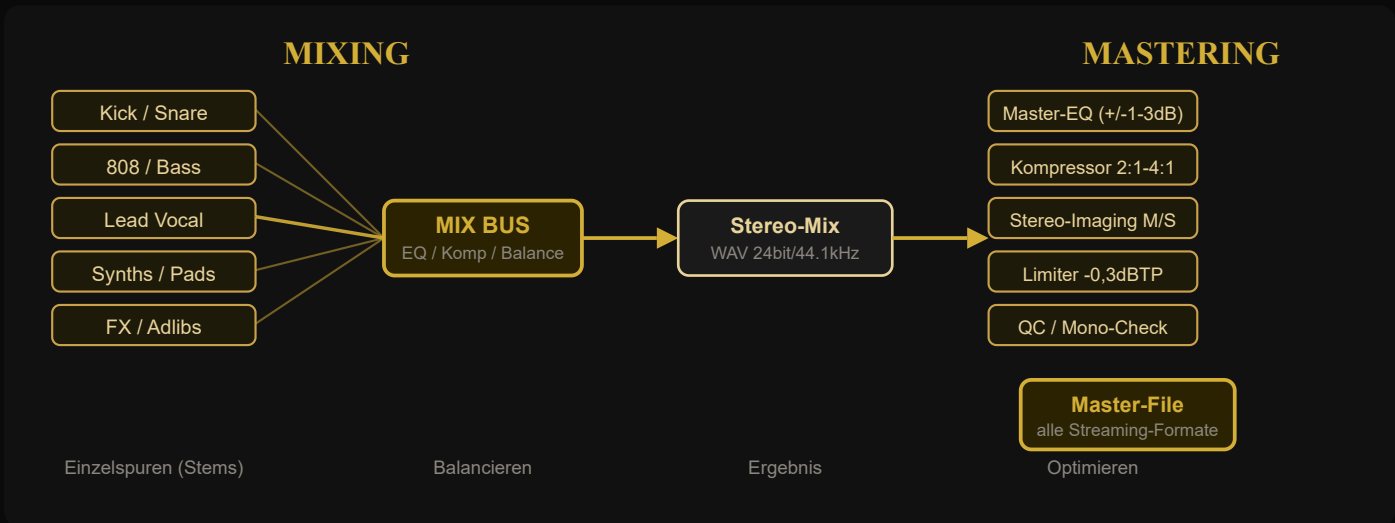 MIXING
MASTERING
Kick / Snare
808 / Bass
Lead Vocal
Synths / Pads
FX / Adlibs
MIX BUS
EQ / Komp / Balance
Stereo-Mix
WAV 24bit/44.1kHz
Master-EQ (+/-1-3dB)
Kompressor 2:1-4:1
Stereo-Imaging M/S
Limiter -0,3dBTP
QC / Mono-Check
Master-File
alle Streaming-Formate
Einzelspuren (Stems)
Balancieren
Ergebnis
Optimieren